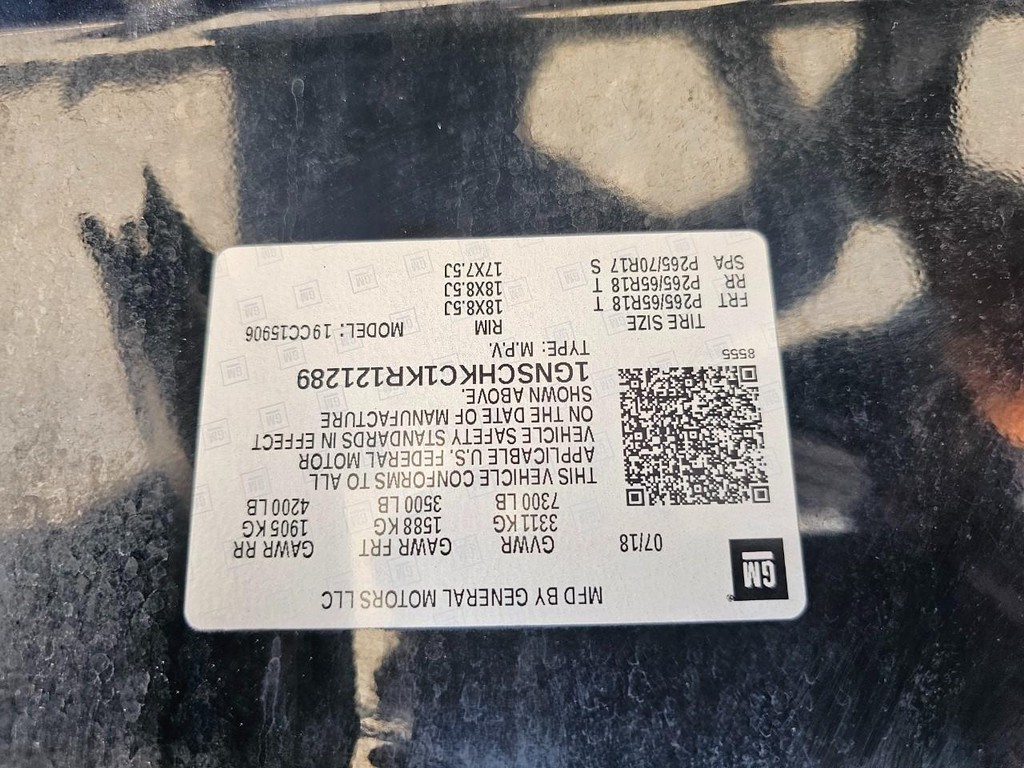 GM
MFD BY GENERAL MOTORS LLC
07/18
GVWR GAWR FRT GAWR RR
3311 KG 1588 KG 1905 KG
7300 LB 3500 LB 4200 LB
THIS VEHICLE CONFORMS TO ALL
APPLICABLE U.S. FEDERAL MOTOR
VEHICLE SAFETY STANDARDS IN EFFECT
ON THE DATE OF MANUFACTURE
SHOWN ABOVE.
1GNSCHKC1KR121289
8555
TYPE: M.P.V.
TIRE SIZE RIM MODEL: 19CC15906
FRT P265/65R18 T 18X8.5J
RR P265/65R18 T 18X8.5J
SPA P265/70R17 S 17X7.5J